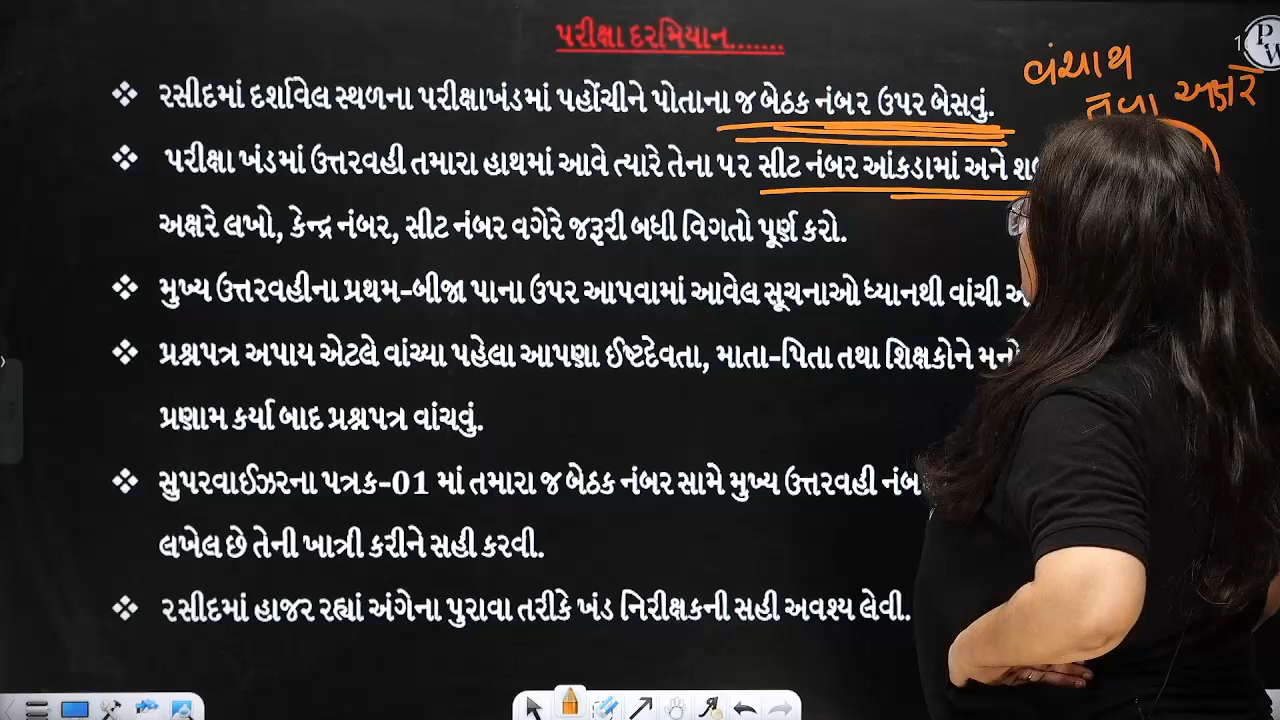 પરીક્ષા દરમિયાન.......
વંચાય
તેવા અક્ષરે
❖ રસીદમાં દર્શાવેલ સ્થળના પરીક્ષાખંડમાં પહોંચીને પોતાના જ બેઠક નંબર ઉપર બેસવું.
❖ પરીક્ષા ખંડમાં ઉત્તરવહી તમારા હાથમાં આવે ત્યારે તેના પર સીટ નંબર આંકડામાં અને
અક્ષરે લખો, કેન્દ્ર નંબર, સીટ નંબર વગેરે જરૂરી બધી વિગતો પૂર્ણ કરો.
❖ મુખ્ય ઉત્તરવહીના પ્રથમ-બીજા પાના ઉપર આપવામાં આવેલ સૂચનાઓ ધ્યાનથી વાંચી
❖ પ્રશ્નપત્ર અપાય એટલે વાંચ્યા પહેલા આપણા ઈષ્ટદેવતા, માતા-પિતા તથા શિક્ષકોને
પ્રણામ કર્યા બાદ પ્રશ્નપત્ર વાંચવું.
❖ સુપરવાઈઝરના પત્રક-01 માં તમારા જ બેઠક નંબર સામે મુખ્ય ઉત્તરવહી
લખેલ છે તેની ખાત્રી કરીને સહી કરવી.
❖ રસીદમાં હાજર રહ્યાં અંગેના પુરાવા તરીકે ખંડ નિરીક્ષકની સહી અવશ્ય લેવી.